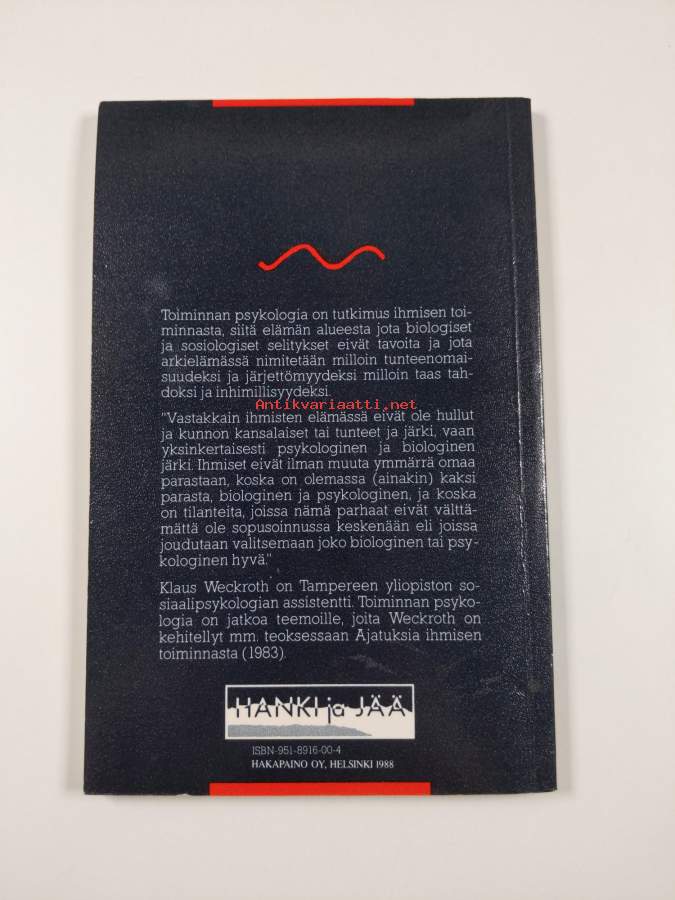 Toiminnan psykologia on tutkimus ihmisen toi-
minnasta, siitä elämän alueesta jota biologiset
ja sosiologiset selitykset eivät tavoita ja jota
arkielämässä nimitetään milloin tunteenomai-
suudeksi ja järjettömyydeksi milloin taas tah-
doksi ja inhimillisyydeksi.
Antikvariaatti.net
"Vastakkain ihmisten elämässä eivät ole hullut
ja kunnon kansalaiset tai tunteet ja järki, vaan
yksinkertaisesti psykologinen ja biologinen
järki. Ihmiset eivät ilman muuta ymmärrä omaa
parastaan, koska on olemassa (ainakin) kaksi
parasta, biologinen ja psykologinen, ja koska
on tilanteita, joissa nämä parhaat eivät välttä-
mättä ole sopusoinnussa keskenään eli joissa
joudutaan valitsemaan joko biologinen tai psy-
kologinen hyvä."
Klaus Weckroth on Tampereen yliopiston so-
siaalipsykologian assistentti. Toiminnan psyko-
logia on jatkoa teemoille, joita Weckroth on
kehitellyt mm. teoksessaan Ajatuksia ihmisen
toiminnasta (1983).
HANKI ja JÄÄ
ISBN-951-8916-00-4
HAKAPAINO OY, HELSINKI 1988